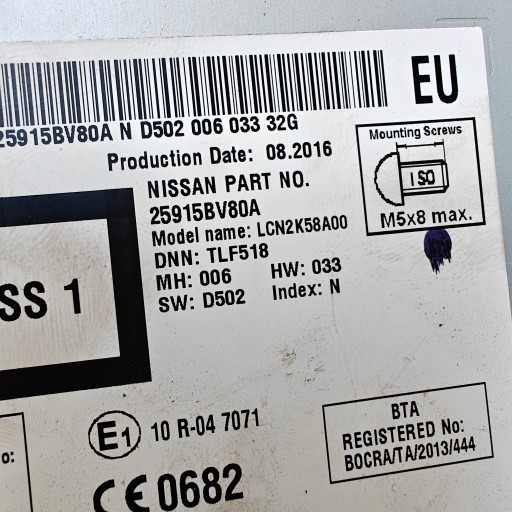 EU
25915BV80A N D502 006 033 32G
Production Date: 08.2016
Mounting Screws
ISO
M5x8 max.
NISSAN PART NO.
25915BV80A
Model name: LCN2K58A00
DNN: TLF518
MH: 006 HW: 033
SW: D502 Index: N
SS 1
E1 10 R-04 7071
BTA
REGISTERED No:
BOCRA/TA/2013/444
o:
CE 0682